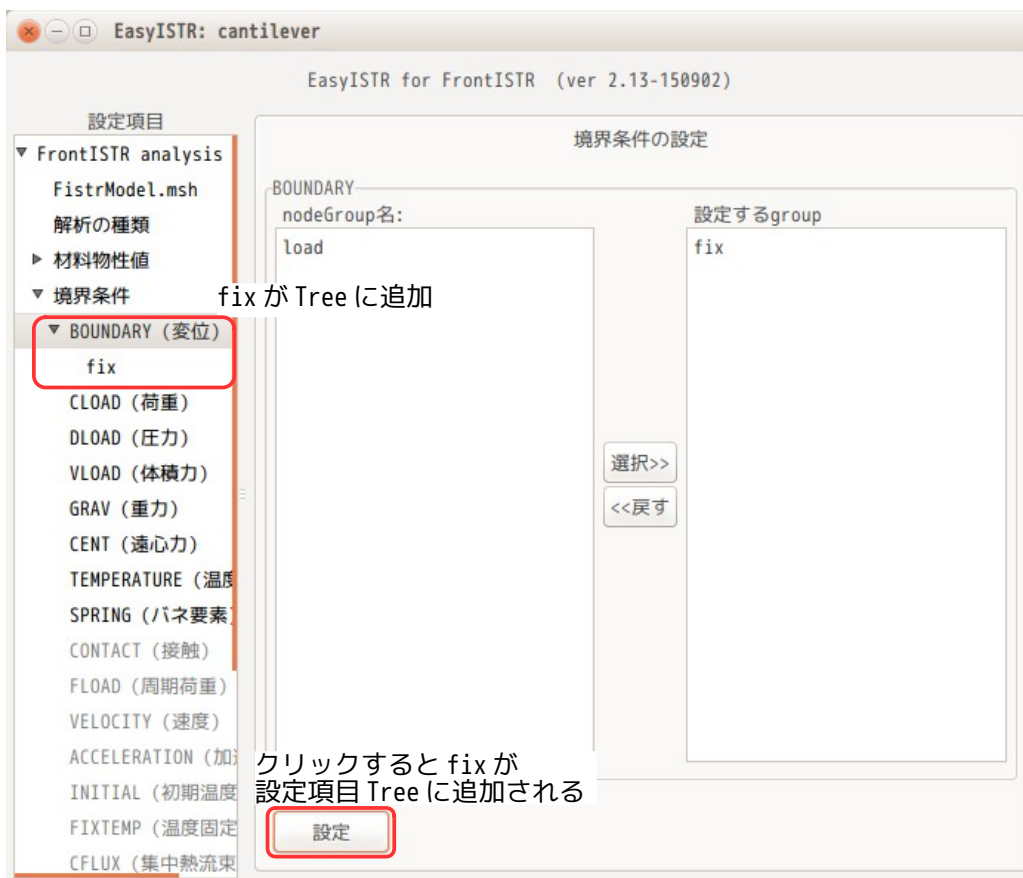 EasyISTR: cantilever
EasyISTR for FrontISTR (ver 2.13-150902)
設定項目
FrontISTR analysis
FistrModel.msh
解析の種類
材料物性値
境界条件
BOUNDARY (変位)
fix
CLOAD (荷重)
DLOAD (圧力)
VLOAD (体積力)
GRAV (重力)
CENT (遠心力)
TEMPERATURE (温度
SPRING (バネ要素)
CONTACT (接触)
FLOAD (周期荷重)
VELOCITY (速度)
ACCELERATION (加
INITIAL (初期温度
FIXTEMP (温度固定
CFLUX (集中熱流束
fix が Tree に追加
境界条件の設定
BOUNDARY
nodeGroup名:
load
選択>>
<<戻す
設定するgroup
fix
クリックすると fix が
設定項目 Tree に追加される
設定